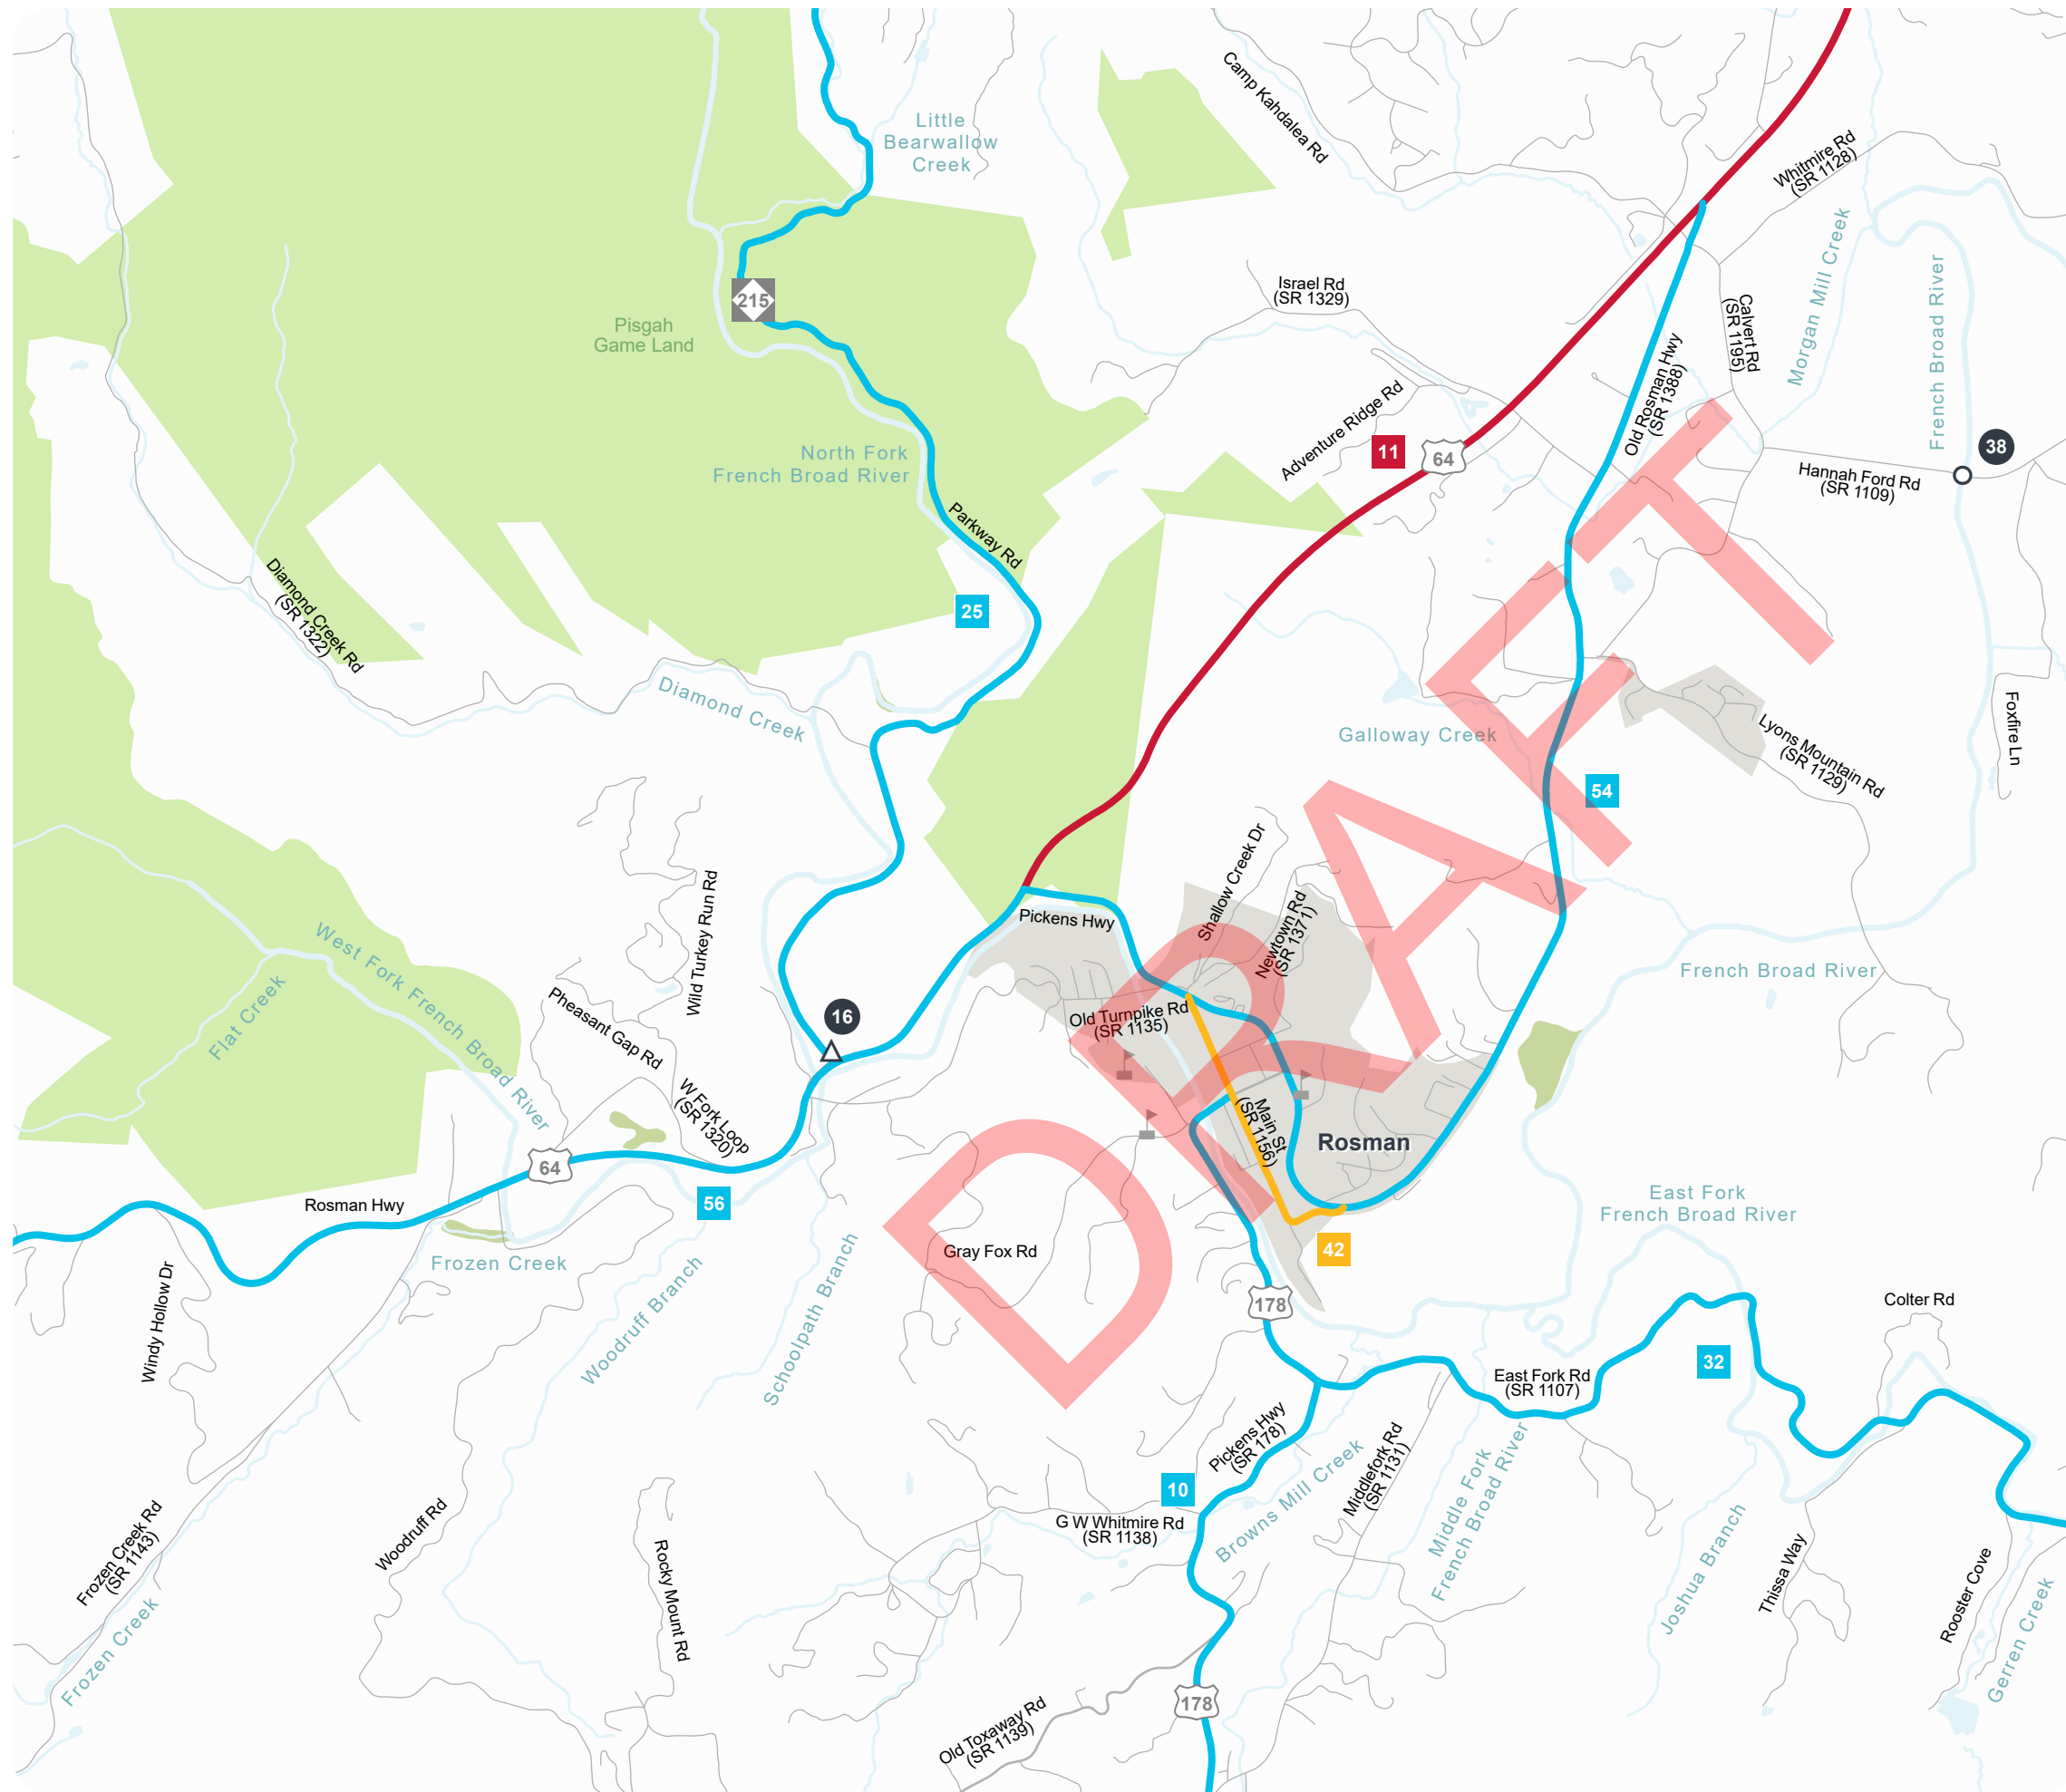 Little
Bearwallow
Creek
Camp Kahdalea Rd
Whitmire Rd
(SR 1128)
Morgan Mill Creek
French Broad River
215
Pisgah
Game Land
Israel Rd
(SR 1329)
Calvert Rd
(SR 1195)
Old Rosman Hwy
(SR 1388)
Adventure Ridge Rd
11
64
38
Hannah Ford Rd
(SR 1109)
North Fork
French Broad River
Parkway Rd
25
Diamond Creek Rd
(SR 1322)
Diamond Creek
Galloway Creek
54
Lyons Mountain Rd
(SR 1129)
Foxfire Ln
Shallow Creek Dr
Newtown Rd
(SR 1371)
Pickens Hwy
West Fork French Broad River
Flat Creek
Wild Turkey Run Rd
Pheasant Gap Rd
French Broad River
16
Old Turnpike Rd
(SR 1135)
W Fork Loop
(SR 1320)
Main St
(SR 1156)
Rosman
64
Rosman Hwy
56
East Fork
French Broad River
Frozen Creek
Gray Fox Rd
42
Woodruff Branch
Schoolpath Branch
Windy Hollow Dr
178
Colter Rd
32
East Fork Rd
(SR 1107)
Pickens Hwy
(SR 178)
Middlefork Rd
(SR 1131)
Browns Mill Creek
Middle Fork
French Broad River
10
G W Whitmire Rd
(SR 1138)
Frozen Creek Rd
(SR 1143)
Frozen Creek
Woodruff Rd
Rocky Mount Rd
Joshua Branch
Thissa Way
Rooster Cove
Gerren Creek
178
Old Toxaway Rd
(SR 1139)
DRAFT